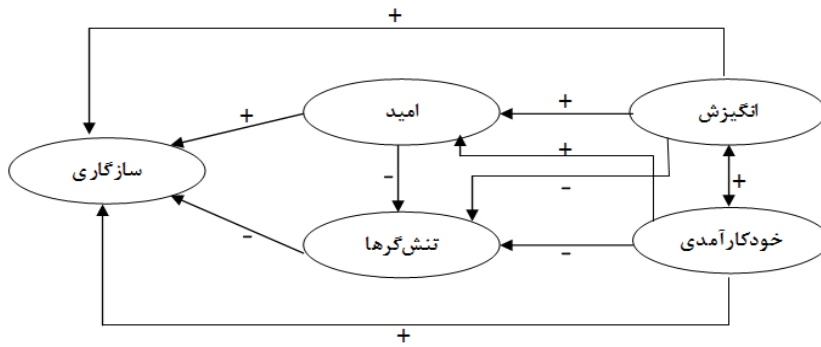 +
انگیزش
+
امید
+
سازگاری
+
-
-
+
خودکارآمدی
-
تنش‌گرها
-
+